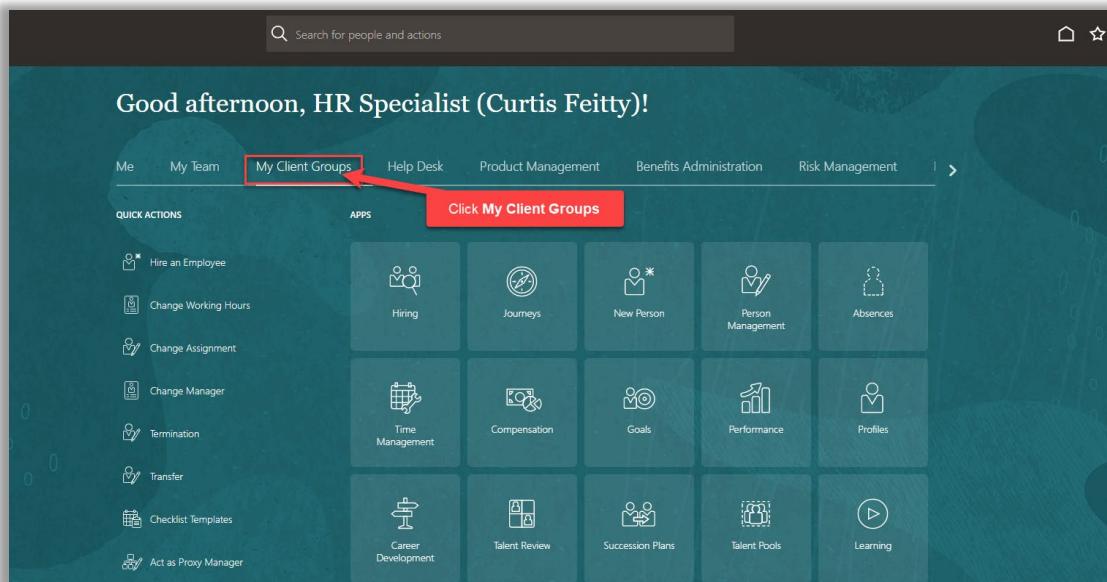 Search for people and actions
Good afternoon, HR Specialist (Curtis Feitty)!
Me My Team My Client Groups Help Desk Product Management Benefits Administration Risk Management
Click My Client Groups
QUICK ACTIONS
Hire an Employee
Change Working Hours
Change Assignment
Change Manager
Termination
Transfer
Checklist Templates
Act as Proxy Manager
APPS
Hiring
Journeys
New Person
Person
Management
Absences
Time
Management
Compensation
Goals
Performance
Profiles
Career
Development
Talent Review
Succession Plans
Talent Pools
Learning